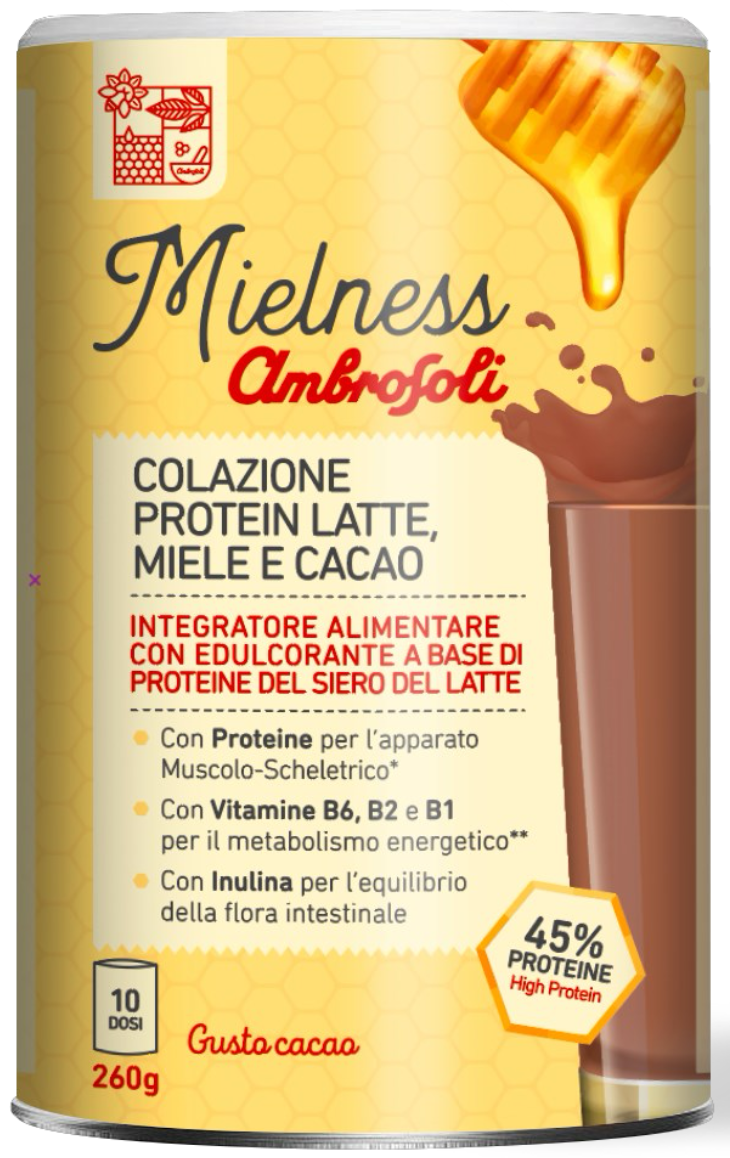 Ambrosoli
Mielness
Ambrosoli
COLAZIONE
PROTEIN LATTE,
MIELE E CACAO
INTEGRATORE ALIMENTARE
CON EDULCORANTE A BASE DI
PROTEINE DEL SIERO DEL LATTE
Con Proteine per l'apparato
Muscolo-Scheletrico*
Con Vitamine B6, B2 e B1
per il metabolismo energetico**
Con Inulina per l'equilibrio
della flora intestinale
45%
PROTEINE
High Protein
10
DOSI
Gusto cacao
260g